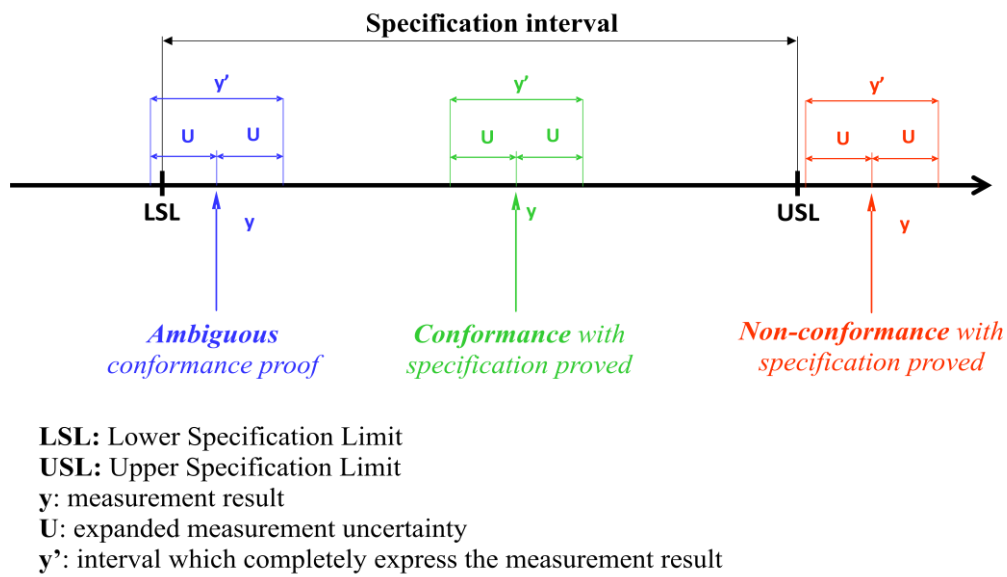 Specification interval
y’ y’ y’
U U U U U U
LSL USL
y y y
Ambiguous
conformance proof
Conformance with
specification proved
Non-conformance with
specification proved
LSL: Lower Specification Limit
USL: Upper Specification Limit
y: measurement result
U: expanded measurement uncertainty
y’: interval which completely express the measurement result